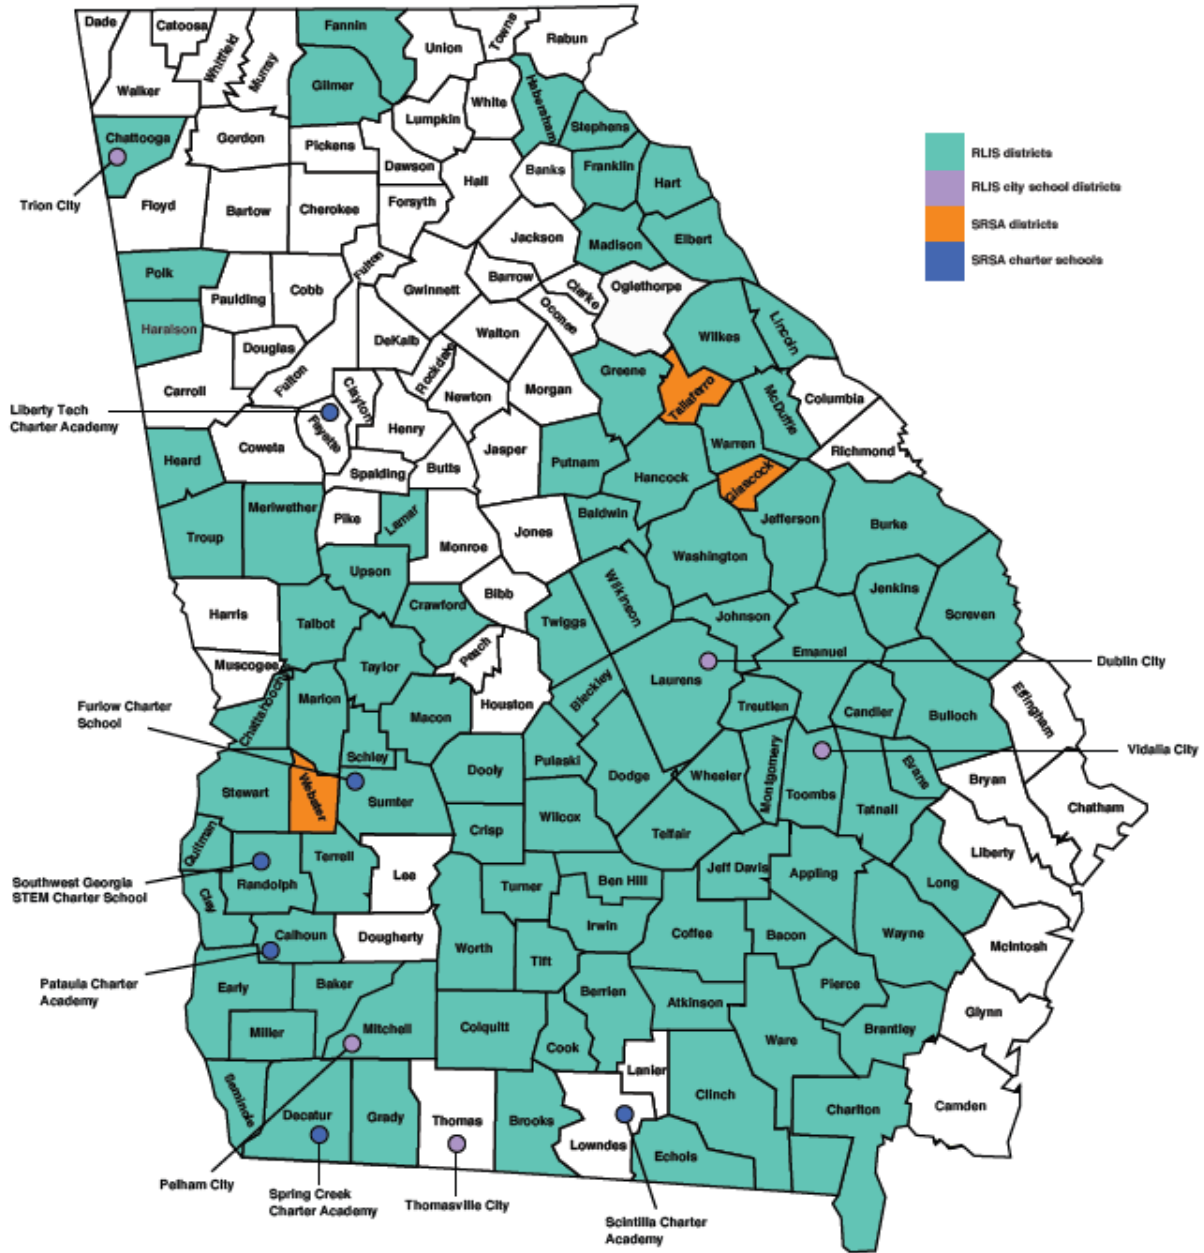 Dade
Catoosa
Whitfield
Murray
Fannin
Union
Towns
Rabun
Walker
Gilmer
White
Habersham
Lumpkin
Stephens
Chattooga
Gordon
Pickens
Dawson
Banks
Franklin
Hart
Hall
Trion City
Floyd
Bartow
Cherokee
Forsyth
Jackson
Madison
Elbert
Polk
Paulding
Cobb
Fulton
Gwinnett
Barrow
Clarke
Oconee
Oglethorpe
Haralson
Douglas
DeKalb
Rockdale
Walton
Wilkes
Lincoln
Carroll
Fulton
Clayton
Newton
Morgan
Greene
Taliaferro
McDuffie
Columbia
Liberty Tech
Charter Academy
Fayette
Henry
Coweta
Heard
Spalding
Butts
Jasper
Putnam
Hancock
Warren
Glascock
Richmond
Troup
Meriwether
Pike
Lamar
Monroe
Jones
Baldwin
Washington
Jefferson
Burke
Upson
Harris
Talbot
Crawford
Bibb
Twiggs
Wilkinson
Johnson
Jenkins
Screven
Emanuel
Muscogee
Chattahoochee
Marion
Taylor
Peach
Houston
Bleckley
Laurens
Dublin City
Furlow Charter
School
Macon
Treutlen
Candler
Bulloch
Effingham
Schley
Dooly
Pulaski
Dodge
Wheeler
Montgomery
Toombs
Vidalia City
Evans
Tatnall
Bryan
Chatham
Stewart
Webster
Sumter
Crisp
Wilcox
Telfair
Quitman
Randolph
Terrell
Lee
Southwest Georgia
STEM Charter School
Clay
Turner
Ben Hill
Jeff Davis
Appling
Long
Liberty
Calhoun
Dougherty
Worth
Tift
Irwin
Coffee
Bacon
Wayne
McIntosh
Pataula Charter
Academy
Early
Baker
Mitchell
Miller
Colquitt
Berrien
Cook
Atkinson
Pierce
Ware
Brantley
Glynn
Seminole
Decatur
Grady
Thomas
Brooks
Lanier
Lowndes
Clinch
Echols
Charlton
Camden
Pelham City
Spring Creek
Charter Academy
Thomasville City
Scintilla Charter
Academy
RLIS districts
RLIS city school districts
SRSA districts
SRSA charter schools